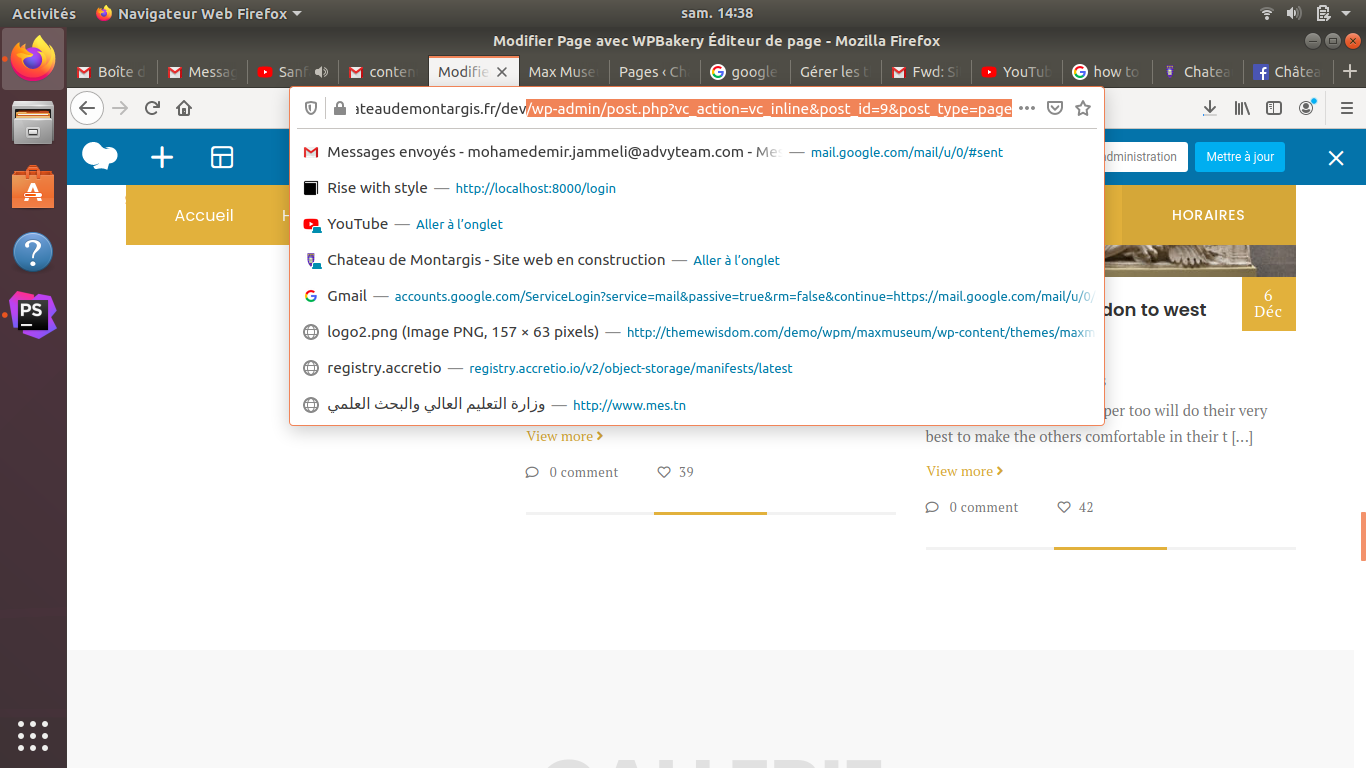 Activités Navigateur Web Firefox sam. 14:38
Modifier Page avec WPBakery Éditeur de page - Mozilla Firefox
Boîte d Messag Sanf conten Modifie Max Muse Pages ‹ Ch google Gérer les t Fwd: Si YouTub how to Chatea Châtea
ateaudemontargis.fr/dev/wp-admin/post.php?vc_action=vc_inline&post_id=9&post_type=page
Messages envoyés - mohamedemir.jammeli@advyteam.com - Mes — mail.google.com/mail/u/0/#sent
administration Mettre à jour
Rise with style — http://localhost:8000/login
Accueil H HORAIRES
YouTube — Aller à l'onglet
Chateau de Montargis - Site web en construction — Aller à l'onglet
Gmail — accounts.google.com/ServiceLogin?service=mail&passive=true&rm=false&continue=https://mail.google.com/mail/u/0/
don to west 6
Déc
logo2.png (Image PNG, 157 × 63 pixels) — http://themewisdom.com/demo/wpm/maxmuseum/wp-content/themes/maxm
PS
registry.accretio — registry.accretio.io/v2/object-storage/manifests/latest
وزارة التعليم العالي والبحث العلمي — http://www.mes.tn
per too will do their very
best to make the others comfortable in their t [...]
View more
0 comment 39
View more
0 comment 42